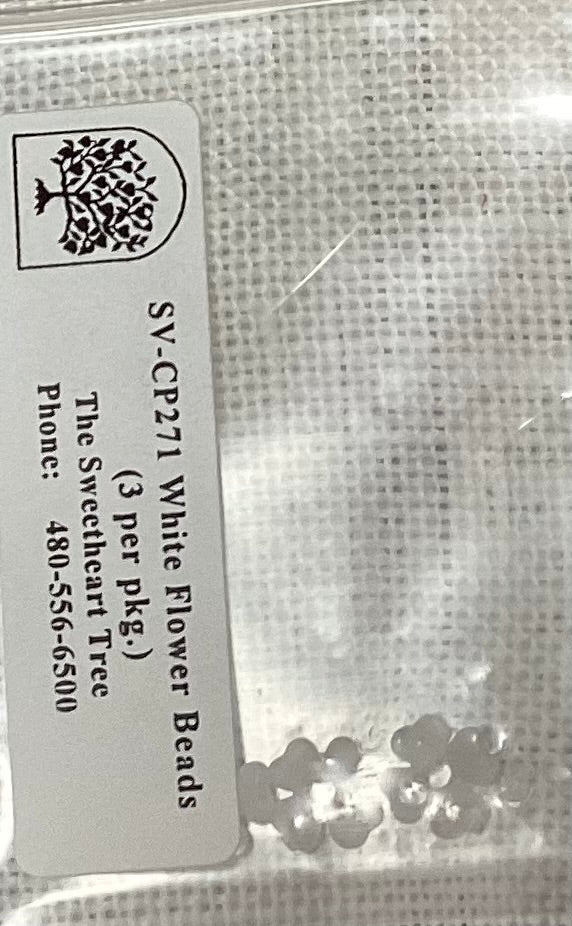 SV-CP271 White Flower Beads
(3 per pkg.)
The Sweetheart Tree
Phone: 480-556-6500